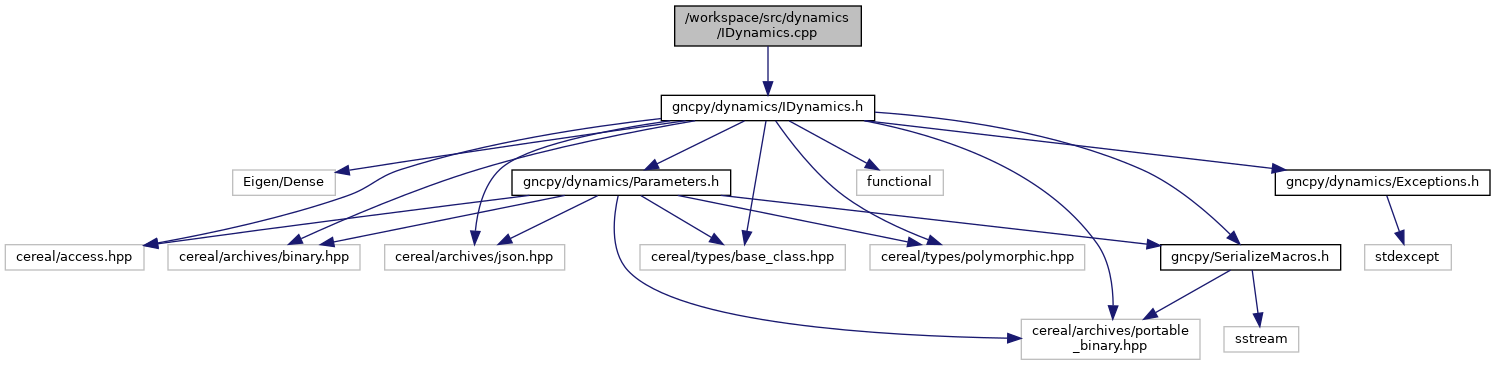 /workspace/src/dynamics
/IDynamics.cpp
gncpy/dynamics/IDynamics.h
Eigen/Dense
gncpy/dynamics/Parameters.h
functional
gncpy/dynamics/Exceptions.h
cereal/access.hpp
cereal/archives/binary.hpp
cereal/archives/json.hpp
cereal/types/base_class.hpp
cereal/types/polymorphic.hpp
gncpy/SerializeMacros.h
stdexcept
cereal/archives/portable
_binary.hpp
sstream